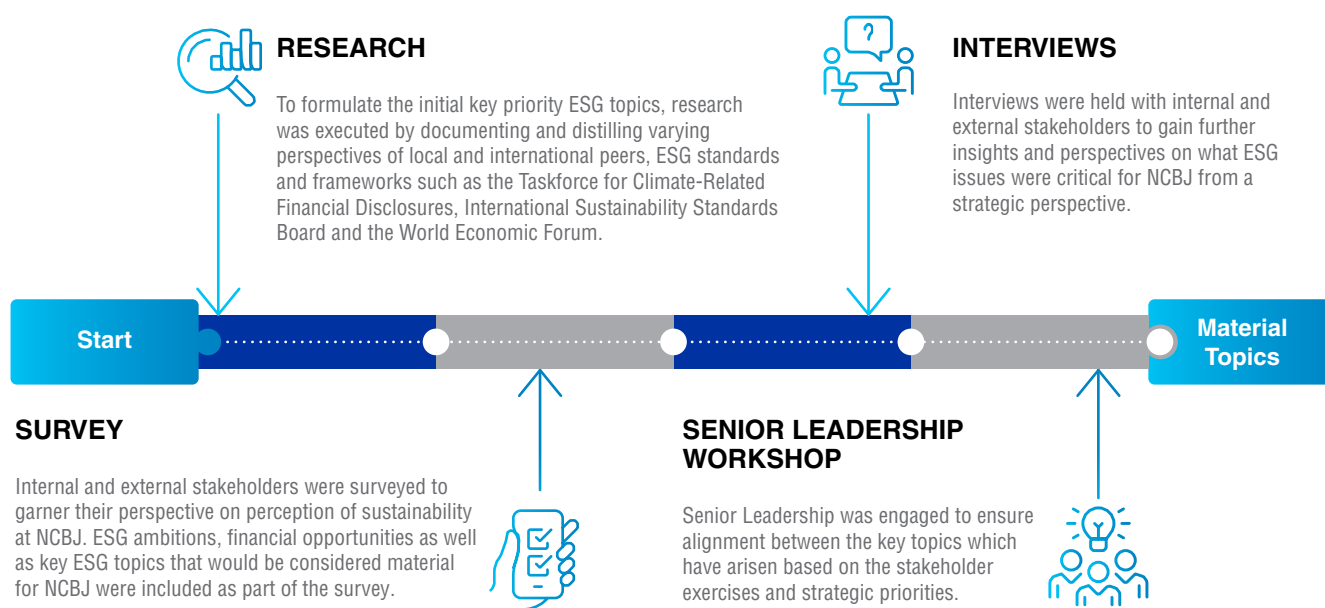 RESEARCH
To formulate the initial key priority ESG topics, research
was executed by documenting and distilling varying
perspectives of local and international peers, ESG standards
and frameworks such as the Taskforce for Climate-Related
Financial Disclosures, International Sustainability Standards
Board and the World Economic Forum.
?
INTERVIEWS
Interviews were held with internal and
external stakeholders to gain further
insights and perspectives on what ESG
issues were critical for NCBJ from a
strategic perspective.
Start
Material
Topics
SURVEY
Internal and external stakeholders were surveyed to
garner their perspective on perception of sustainability
at NCBJ. ESG ambitions, financial opportunities as well
as key ESG topics that would be considered material
for NCBJ were included as part of the survey.
SENIOR LEADERSHIP
WORKSHOP
Senior Leadership was engaged to ensure
alignment between the key topics which
have arisen based on the stakeholder
exercises and strategic priorities.